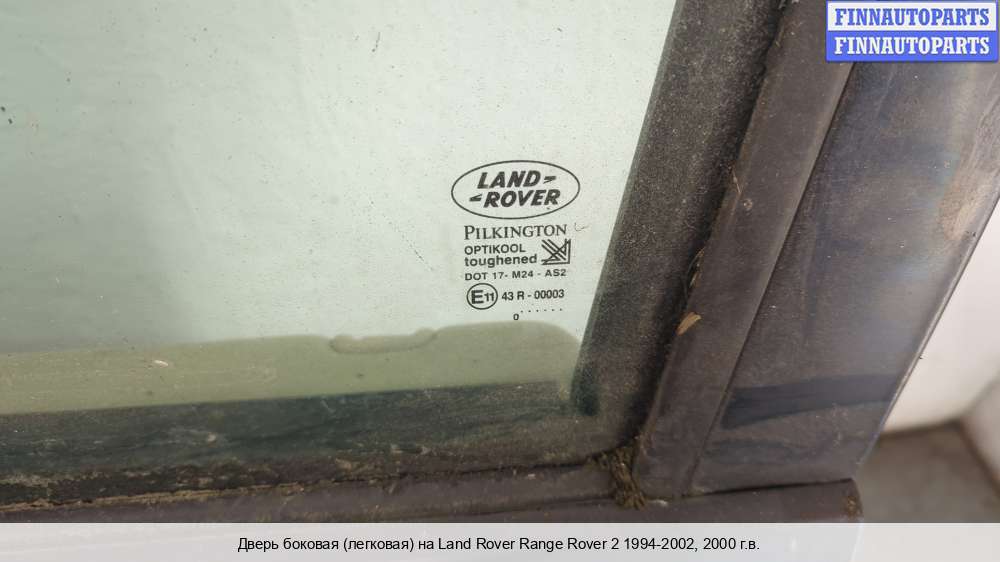 FINNAUTOPARTS
FINNAUTOPARTS
LAND
ROVER
PILKINGTON
OPTIKOOL
toughened
DOT 17- M24 - AS2
E11 43 R - 00003
0 ......
Дверь боковая (легковая) на Land Rover Range Rover 2 1994-2002, 2000 г.в.